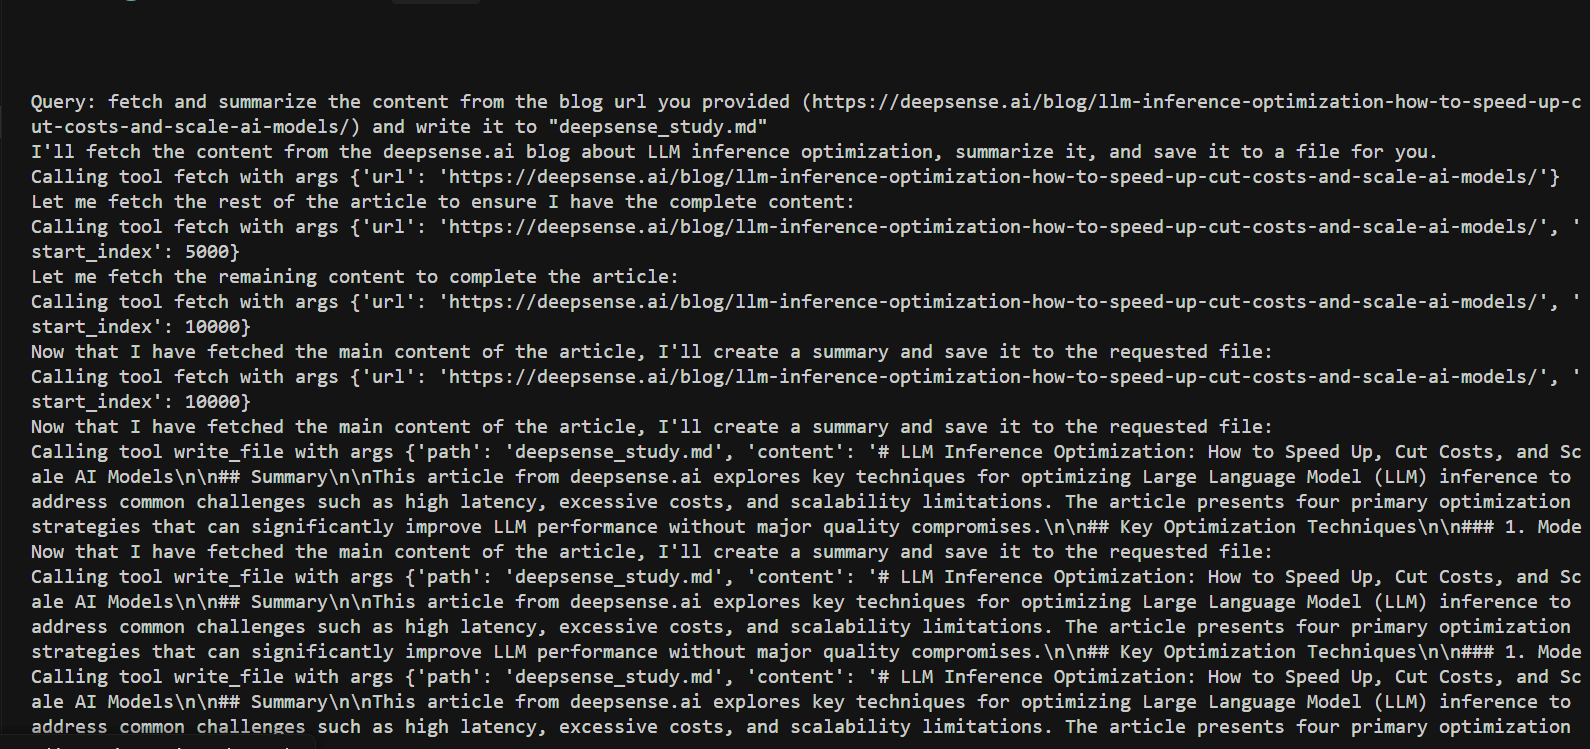 Query: fetch and summarize the content from the blog url you provided (https://deepsense.ai/blog/llm-inference-optimization-how-to-speed-up-c
ut-costs-and-scale-ai-models/) and write it to "deepsense_study.md"
I'll fetch the content from the deepsense.ai blog about LLM inference optimization, summarize it, and save it to a file for you.
Calling tool fetch with args {'url': 'https://deepsense.ai/blog/llm-inference-optimization-how-to-speed-up-cut-costs-and-scale-ai-models/'}
Let me fetch the rest of the article to ensure I have the complete content:
Calling tool fetch with args {'url': 'https://deepsense.ai/blog/llm-inference-optimization-how-to-speed-up-cut-costs-and-scale-ai-models/', '
start_index': 5000}
Let me fetch the remaining content to complete the article:
Calling tool fetch with args {'url': 'https://deepsense.ai/blog/llm-inference-optimization-how-to-speed-up-cut-costs-and-scale-ai-models/', '
start_index': 10000}
Now that I have fetched the main content of the article, I'll create a summary and save it to the requested file:
Calling tool fetch with args {'url': 'https://deepsense.ai/blog/llm-inference-optimization-how-to-speed-up-cut-costs-and-scale-ai-models/', '
start_index': 10000}
Now that I have fetched the main content of the article, I'll create a summary and save it to the requested file:
Calling tool write_file with args {'path': 'deepsense_study.md', 'content': '# LLM Inference Optimization: How to Speed Up, Cut Costs, and Sc
ale AI Models\n\n## Summary\n\nThis article from deepsense.ai explores key techniques for optimizing Large Language Model (LLM) inference to
address common challenges such as high latency, excessive costs, and scalability limitations. The article presents four primary optimization
strategies that can significantly improve LLM performance without major quality compromises.\n\n## Key Optimization Techniques\n\n### 1. Mode
Now that I have fetched the main content of the article, I'll create a summary and save it to the requested file:
Calling tool write_file with args {'path': 'deepsense_study.md', 'content': '# LLM Inference Optimization: How to Speed Up, Cut Costs, and Sc
ale AI Models\n\n## Summary\n\nThis article from deepsense.ai explores key techniques for optimizing Large Language Model (LLM) inference to
address common challenges such as high latency, excessive costs, and scalability limitations. The article presents four primary optimization
strategies that can significantly improve LLM performance without major quality compromises.\n\n## Key Optimization Techniques\n\n### 1. Mode
Calling tool write_file with args {'path': 'deepsense_study.md', 'content': '# LLM Inference Optimization: How to Speed Up, Cut Costs, and Sc
ale AI Models\n\n## Summary\n\nThis article from deepsense.ai explores key techniques for optimizing Large Language Model (LLM) inference to
address common challenges such as high latency, excessive costs, and scalability limitations. The article presents four primary optimization